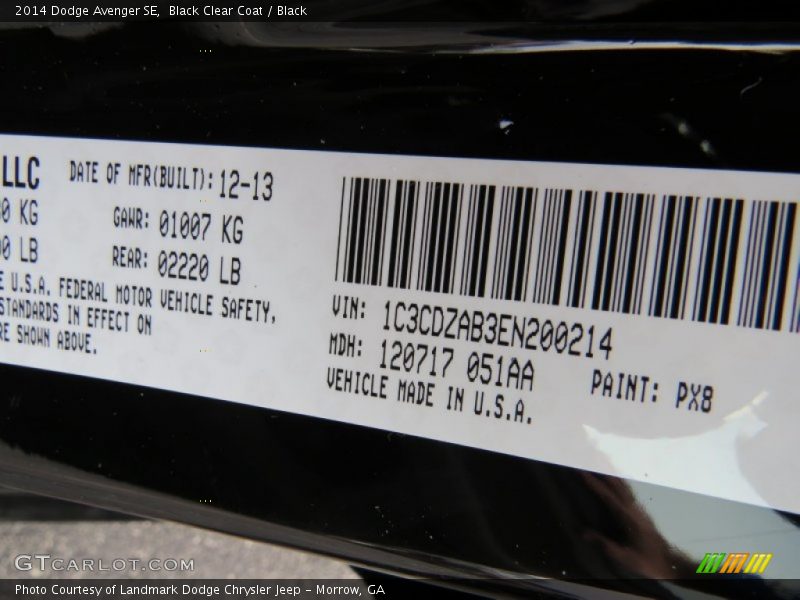 2014 Dodge Avenger SE,  Black Clear Coat / Black
LLC
DATE OF MFR(BUILT): 12-13
KG
GAWR: 01007 KG
LB
REAR: 02220 LB
U.S.A. FEDERAL MOTOR VEHICLE SAFETY,
STANDARDS IN EFFECT ON
SHOWN ABOVE.
VIN: 1C3CDZAB3EN200214
MDH: 120717 051AA
PAINT: PX8
VEHICLE MADE IN U.S.A.
GTCARLOT.COM
Photo Courtesy of Landmark Dodge Chrysler Jeep – Morrow, GA